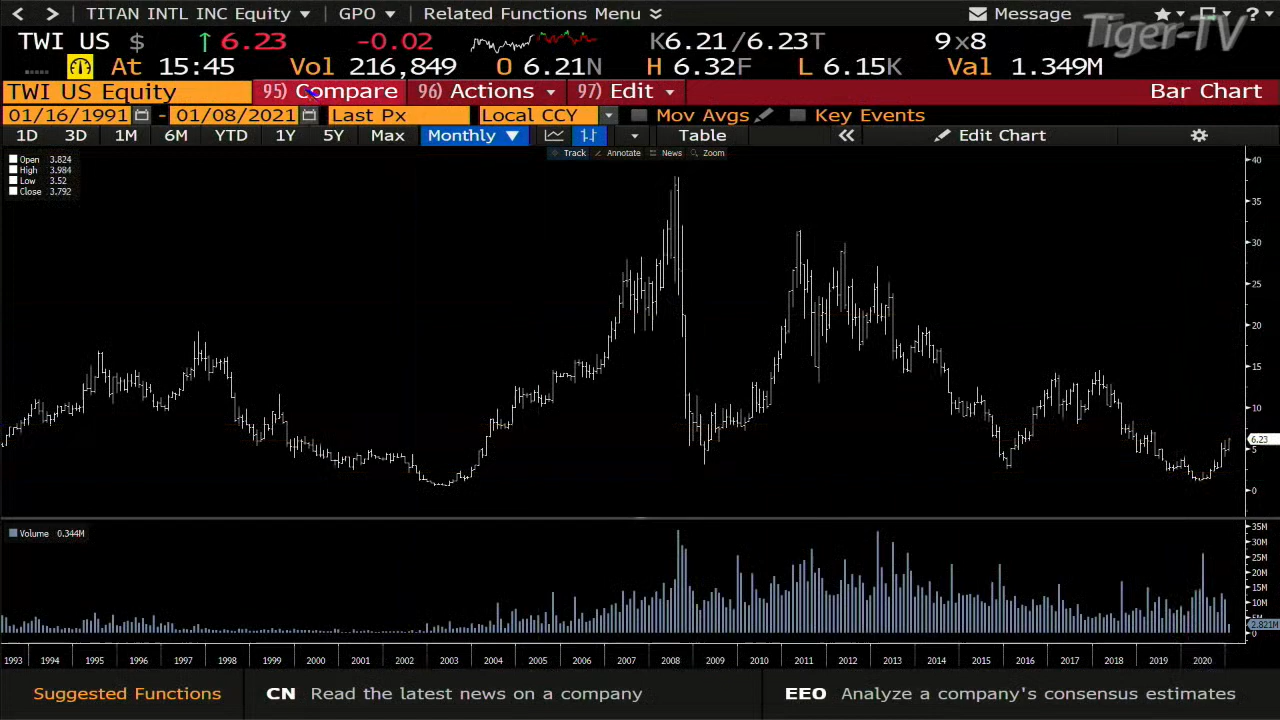 < > TITAN INTL INC Equity GPO Related Functions Menu Message ?
Tiger-TV
TWI US $ ↑ 6.23 -0.02 K6.21/6.23T 9x8
At 15:45 Vol 216,849 O 6.21N H 6.32F L 6.15K Val 1.349M
TWI US Equity 95) Compare 96) Actions 97) Edit Bar Chart
01/16/1991 - 01/08/2021 Last Px Local CCY Mov Avgs Key Events
1D 3D 1M 6M YTD 1Y 5Y Max Monthly ▼ Table « Edit Chart
Track Annotate News Zoom
Open 3.824
High 3.984
Low 3.52
Close 3.792
40
35
30
25
20
15
10
6.23
5
0
Volume 0.344M
35M
30M
25M
20M
15M
10M
5M
2.821M
0
1993 1994 1995 1996 1997 1998 1999 2000 2001 2002 2003 2004 2005 2006 2007 2008 2009 2010 2011 2012 2013 2014 2015 2016 2017 2018 2019 2020
Suggested Functions CN Read the latest news on a company EEO Analyze a company's consensus estimates